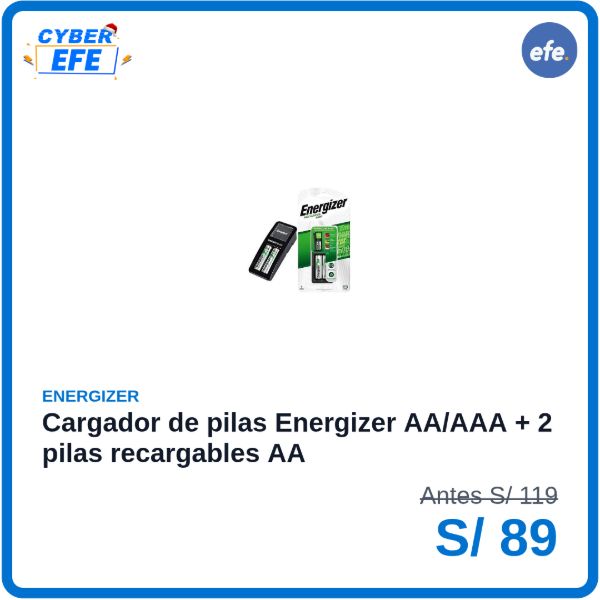 CYBER
EFE
efe.
Energizer
ENERGIZER
Cargador de pilas Energizer AA/AAA + 2
pilas recargables AA
Antes S/ 119
S/ 89